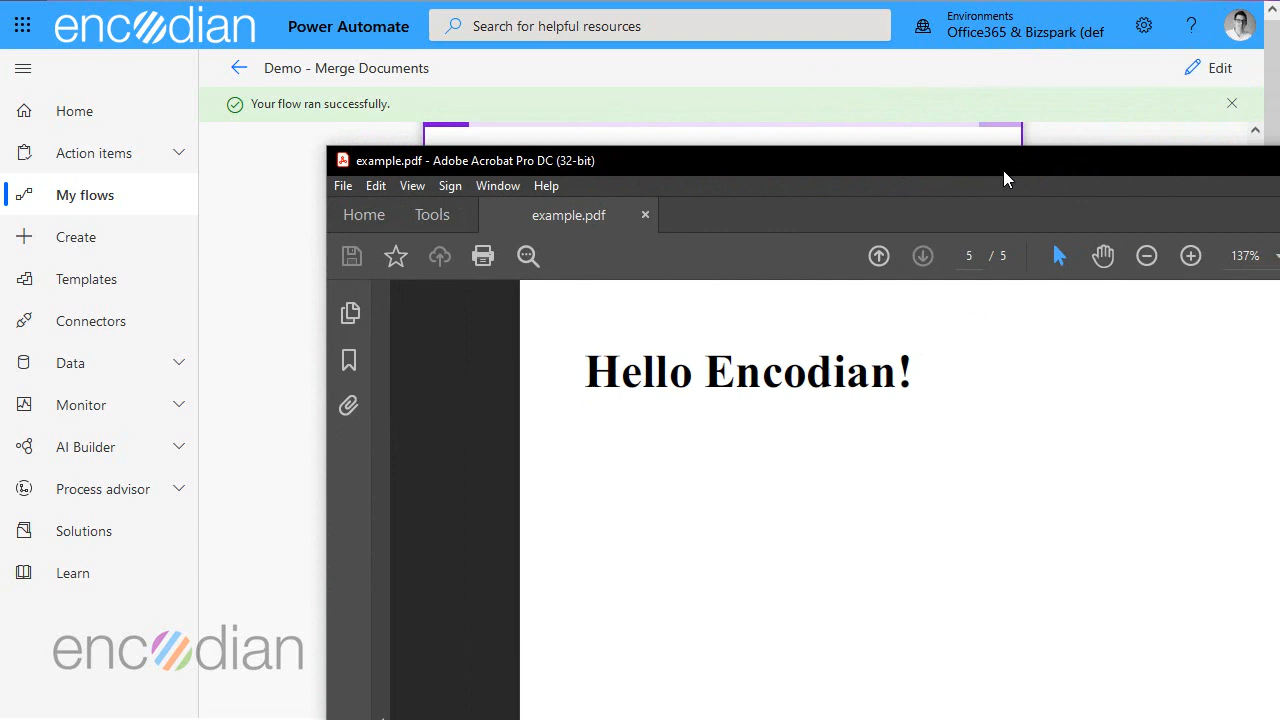 encodian
Power Automate
Search for helpful resources
Environments
Office365 & Bizspark (def
Demo - Merge Documents
Edit
Your flow ran successfully.
Home
Action items
My flows
Create
Templates
Connectors
Data
Monitor
AI Builder
Process advisor
Solutions
Learn
example.pdf - Adobe Acrobat Pro DC (32-bit)
File Edit View Sign Window Help
Home Tools example.pdf
5 / 5
137%
Hello Encodian!
encodian